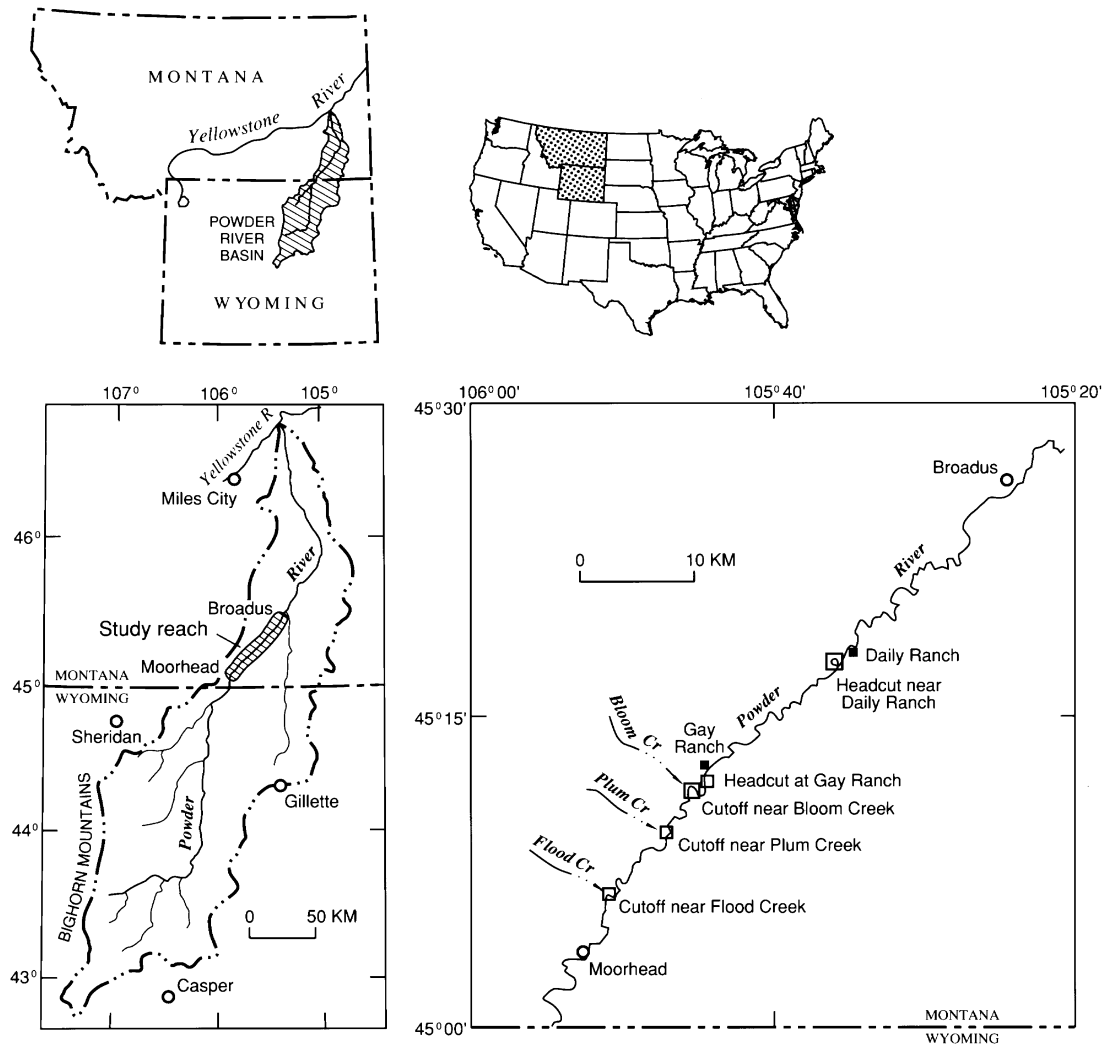 MONTANA
Yellowstone River
POWDER
RIVER
BASIN
WYOMING
107° 106° 105°
Yellowstone R
Miles City
46°
River
Broadus
Study reach
Moorhead
MONTANA
45°
WYOMING
Sheridan
Gillette
BIGHORN MOUNTAINS
Powder
44°
0 50 KM
43°
Casper
106°00' 105°40' 105°20'
45°30'
Broadus
0 10 KM
River
Daily Ranch
Headcut near
Daily Ranch
Powder
45°15'
Bloom Cr
Gay
Ranch
Headcut at Gay Ranch
Cutoff near Bloom Creek
Plum Cr
Cutoff near Plum Creek
Flood Cr
Cutoff near Flood Creek
Moorhead
45°00'
MONTANA
WYOMING